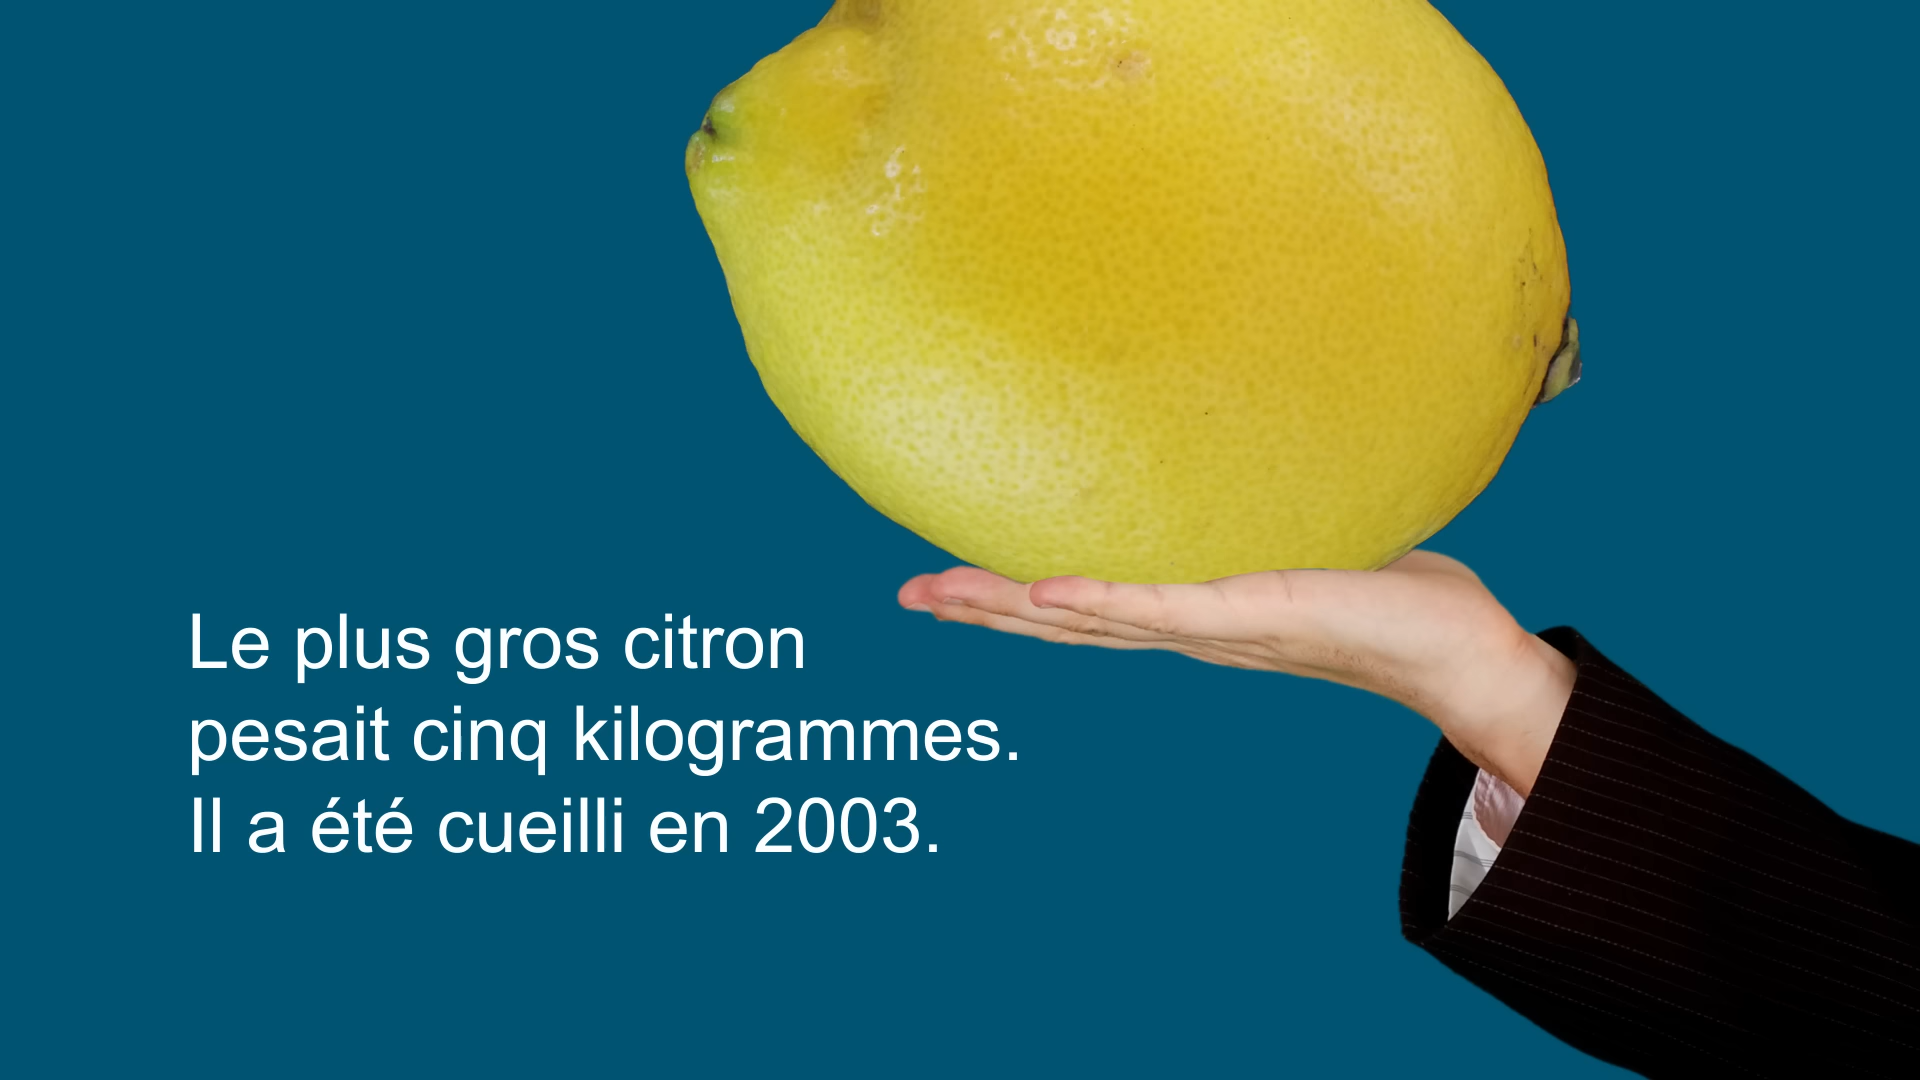 Le plus gros citron
pesait cinq kilogrammes.
Il a été cueilli en 2003.